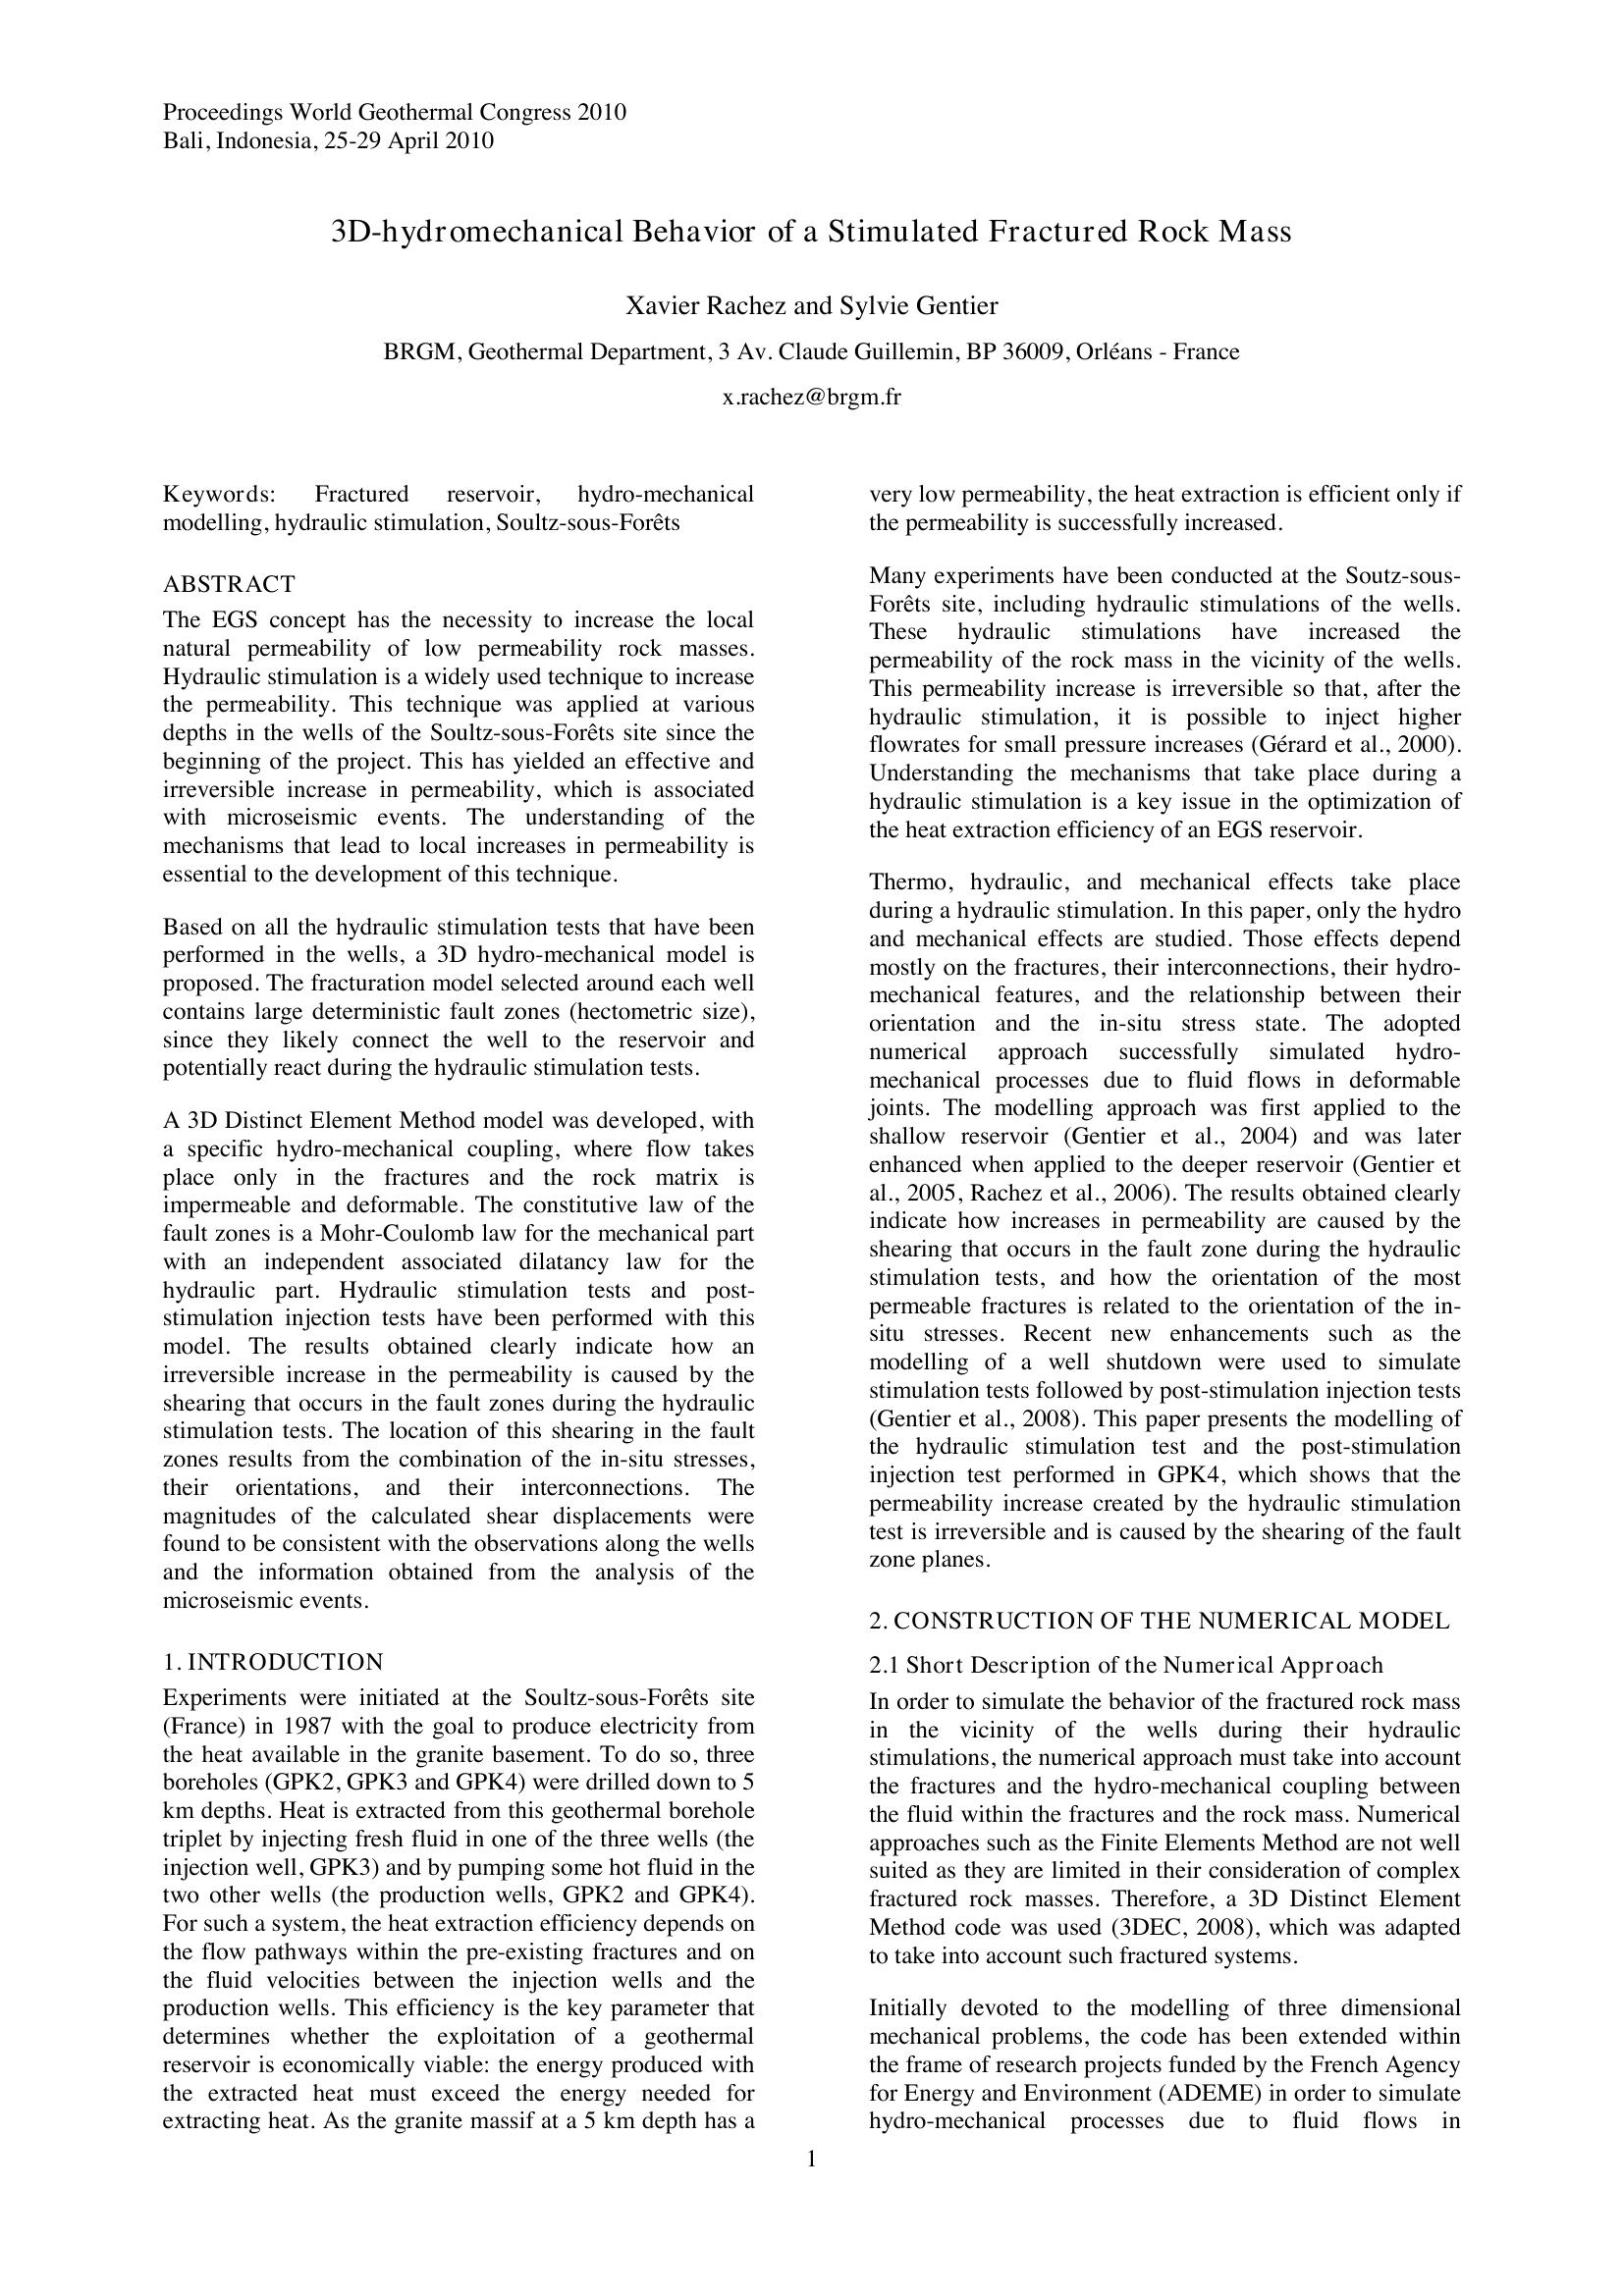 Proceedings World Geothermal Congress 2010
Bali, Indonesia, 25-29 April 2010
3D-hydromechanical Behavior of a Stimulated Fractured Rock Mass
Xavier Rachez and Sylvie Gentier
BRGM, Geothermal Department, 3 Av. Claude Guillemin, BP 36009, Orléans - France
x.rachez@brgm.fr
Keywords: Fractured reservoir, hydro-mechanical
modelling, hydraulic stimulation, Soultz-sous-Forêts
ABSTRACT
The EGS concept has the necessity to increase the local
natural permeability of low permeability rock masses.
Hydraulic stimulation is a widely used technique to increase
the permeability. This technique was applied at various
depths in the wells of the Soultz-sous-Forêts site since the
beginning of the project. This has yielded an effective and
irreversible increase in permeability, which is associated
with microseismic events. The understanding of the
mechanisms that lead to local increases in permeability is
essential to the development of this technique.
Based on all the hydraulic stimulation tests that have been
performed in the wells, a 3D hydro-mechanical model is
proposed. The fracturation model selected around each well
contains large deterministic fault zones (hectometric size),
since they likely connect the well to the reservoir and
potentially react during the hydraulic stimulation tests.
A 3D Distinct Element Method model was developed, with
a specific hydro-mechanical coupling, where flow takes
place only in the fractures and the rock matrix is
impermeable and deformable. The constitutive law of the
fault zones is a Mohr-Coulomb law for the mechanical part
with an independent associated dilatancy law for the
hydraulic part. Hydraulic stimulation tests and post-
stimulation injection tests have been performed with this
model. The results obtained clearly indicate how an
irreversible increase in the permeability is caused by the
shearing that occurs in the fault zones during the hydraulic
stimulation tests. The location of this shearing in the fault
zones results from the combination of the in-situ stresses,
their orientations, and their interconnections. The
magnitudes of the calculated shear displacements were
found to be consistent with the observations along the wells
and the information obtained from the analysis of the
microseismic events.
1. INTRODUCTION
Experiments were initiated at the Soultz-sous-Forêts site
(France) in 1987 with the goal to produce electricity from
the heat available in the granite basement. To do so, three
boreholes (GPK2, GPK3 and GPK4) were drilled down to 5
km depths. Heat is extracted from this geothermal borehole
triplet by injecting fresh fluid in one of the three wells (the
injection well, GPK3) and by pumping some hot fluid in the
two other wells (the production wells, GPK2 and GPK4).
For such a system, the heat extraction efficiency depends on
the flow pathways within the pre-existing fractures and on
the fluid velocities between the injection wells and the
production wells. This efficiency is the key parameter that
determines whether the exploitation of a geothermal
reservoir is economically viable: the energy produced with
the extracted heat must exceed the energy needed for
extracting heat. As the granite massif at a 5 km depth has a
very low permeability, the heat extraction is efficient only if
the permeability is successfully increased.
Many experiments have been conducted at the Soutz-sous-
Forêts site, including hydraulic stimulations of the wells.
These hydraulic stimulations have increased the
permeability of the rock mass in the vicinity of the wells.
This permeability increase is irreversible so that, after the
hydraulic stimulation, it is possible to inject higher
flowrates for small pressure increases (Gérard et al., 2000).
Understanding the mechanisms that take place during a
hydraulic stimulation is a key issue in the optimization of
the heat extraction efficiency of an EGS reservoir.
Thermo, hydraulic, and mechanical effects take place
during a hydraulic stimulation. In this paper, only the hydro
and mechanical effects are studied. Those effects depend
mostly on the fractures, their interconnections, their hydro-
mechanical features, and the relationship between their
orientation and the in-situ stress state. The adopted
numerical approach successfully simulated hydro-
mechanical processes due to fluid flows in deformable
joints. The modelling approach was first applied to the
shallow reservoir (Gentier et al., 2004) and was later
enhanced when applied to the deeper reservoir (Gentier et
al., 2005, Rachez et al., 2006). The results obtained clearly
indicate how increases in permeability are caused by the
shearing that occurs in the fault zone during the hydraulic
stimulation tests, and how the orientation of the most
permeable fractures is related to the orientation of the in-
situ stresses. Recent new enhancements such as the
modelling of a well shutdown were used to simulate
stimulation tests followed by post-stimulation injection tests
(Gentier et al., 2008). This paper presents the modelling of
the hydraulic stimulation test and the post-stimulation
injection test performed in GPK4, which shows that the
permeability increase created by the hydraulic stimulation
test is irreversible and is caused by the shearing of the fault
zone planes.
2. CONSTRUCTION OF THE NUMERICAL MODEL
2.1 Short Description of the Numerical Approach
In order to simulate the behavior of the fractured rock mass
in the vicinity of the wells during their hydraulic
stimulations, the numerical approach must take into account
the fractures and the hydro-mechanical coupling between
the fluid within the fractures and the rock mass. Numerical
approaches such as the Finite Elements Method are not well
suited as they are limited in their consideration of complex
fractured rock masses. Therefore, a 3D Distinct Element
Method code was used (3DEC, 2008), which was adapted
to take into account such fractured systems.
Initially devoted to the modelling of three dimensional
mechanical problems, the code has been extended within
the frame of research projects funded by the French Agency
for Energy and Environment (ADEME) in order to simulate
hydro-mechanical processes due to fluid flows in
1